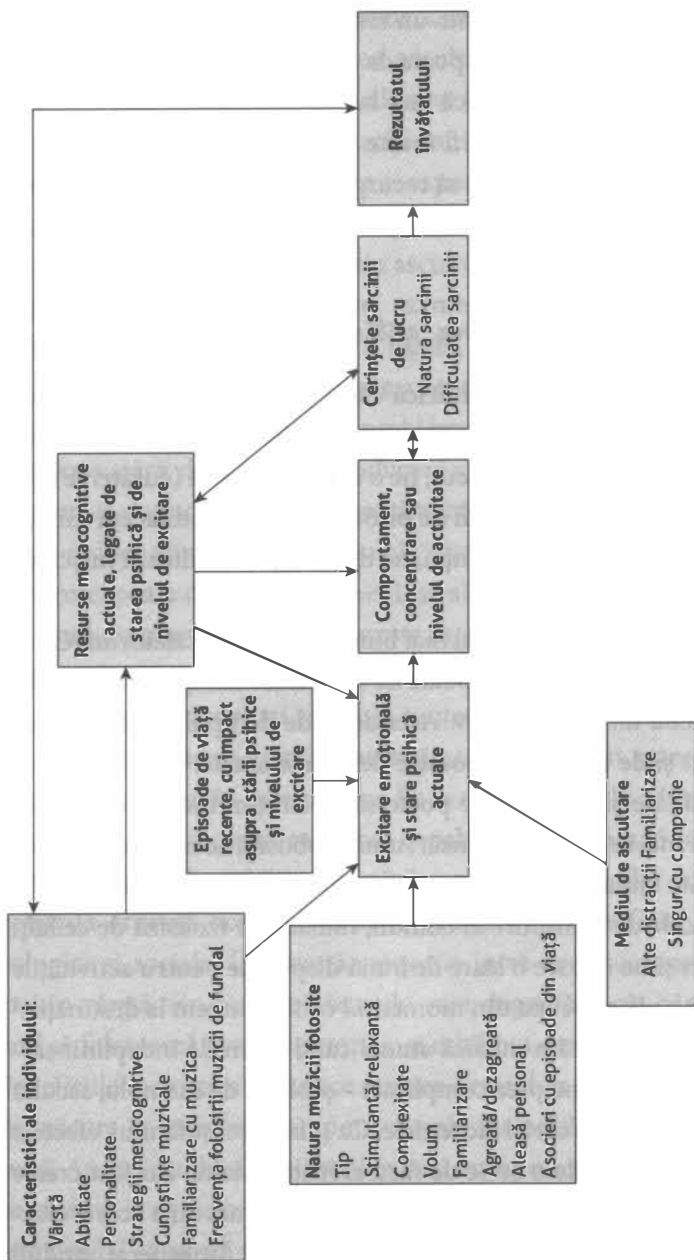 Caracteristici ale individului
Vârstă
Abilitate
Personalitate
Strategii metacognitive
Cunoștințe muzicale
Familiarizare cu muzica
Frecvența folosirii muzicii de fundal
Natura muzicii folosite
Tip
Stimulantă/relaxantă
Complexitate
Volum
Familiarizare
Agreată/dezagreată
Aleasă personal
Asocieri cu episoade din viață
Episoade de viață
recente, cu impact
asupra stării psihice
și nivelului de
excitare
Excitare emoțională
și stare psihică
actuale
Mediul de ascultare
Alte distracții Familiarizare
Singur/cu companie
Resurse metacognitive
actuale, legate de
starea psihică și de
nivelul de excitare
Comportament,
concentrare sau
nivelul de activitate
Cerințele sarcinii
de lucru
Natura sarcinii
Dificultatea sarcinii
Rezultatul
învățatului